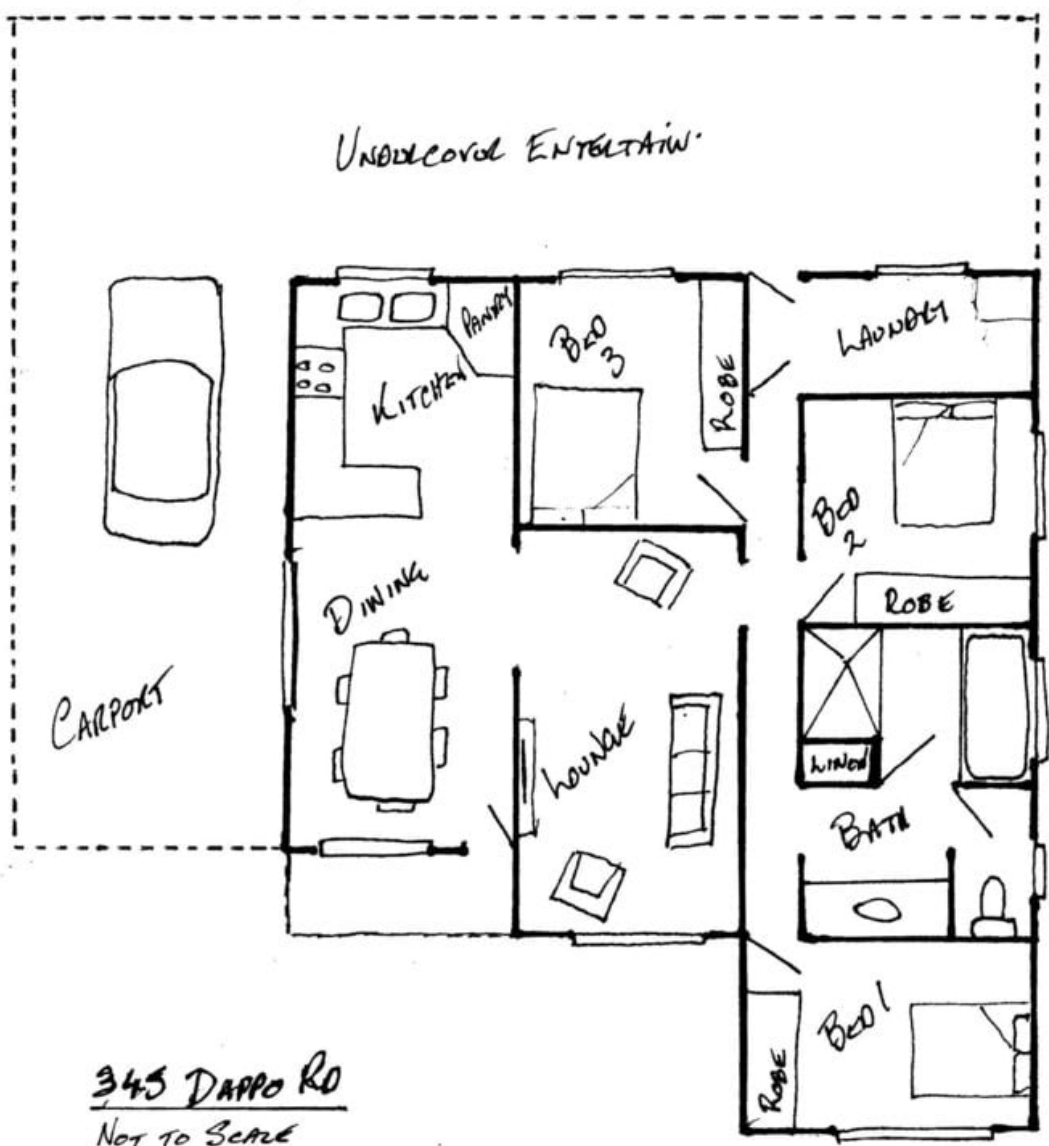 UNDERCOVER ENTERTAIN.
PANTRY
KITCHEN
BED
3
ROBE
LAUNDRY
BED
2
ROBE
DINING
CARPORT
LOUNGE
LINEN
BATH
BED 1
ROBE
345 DAPPO RD
NOT TO SCALE